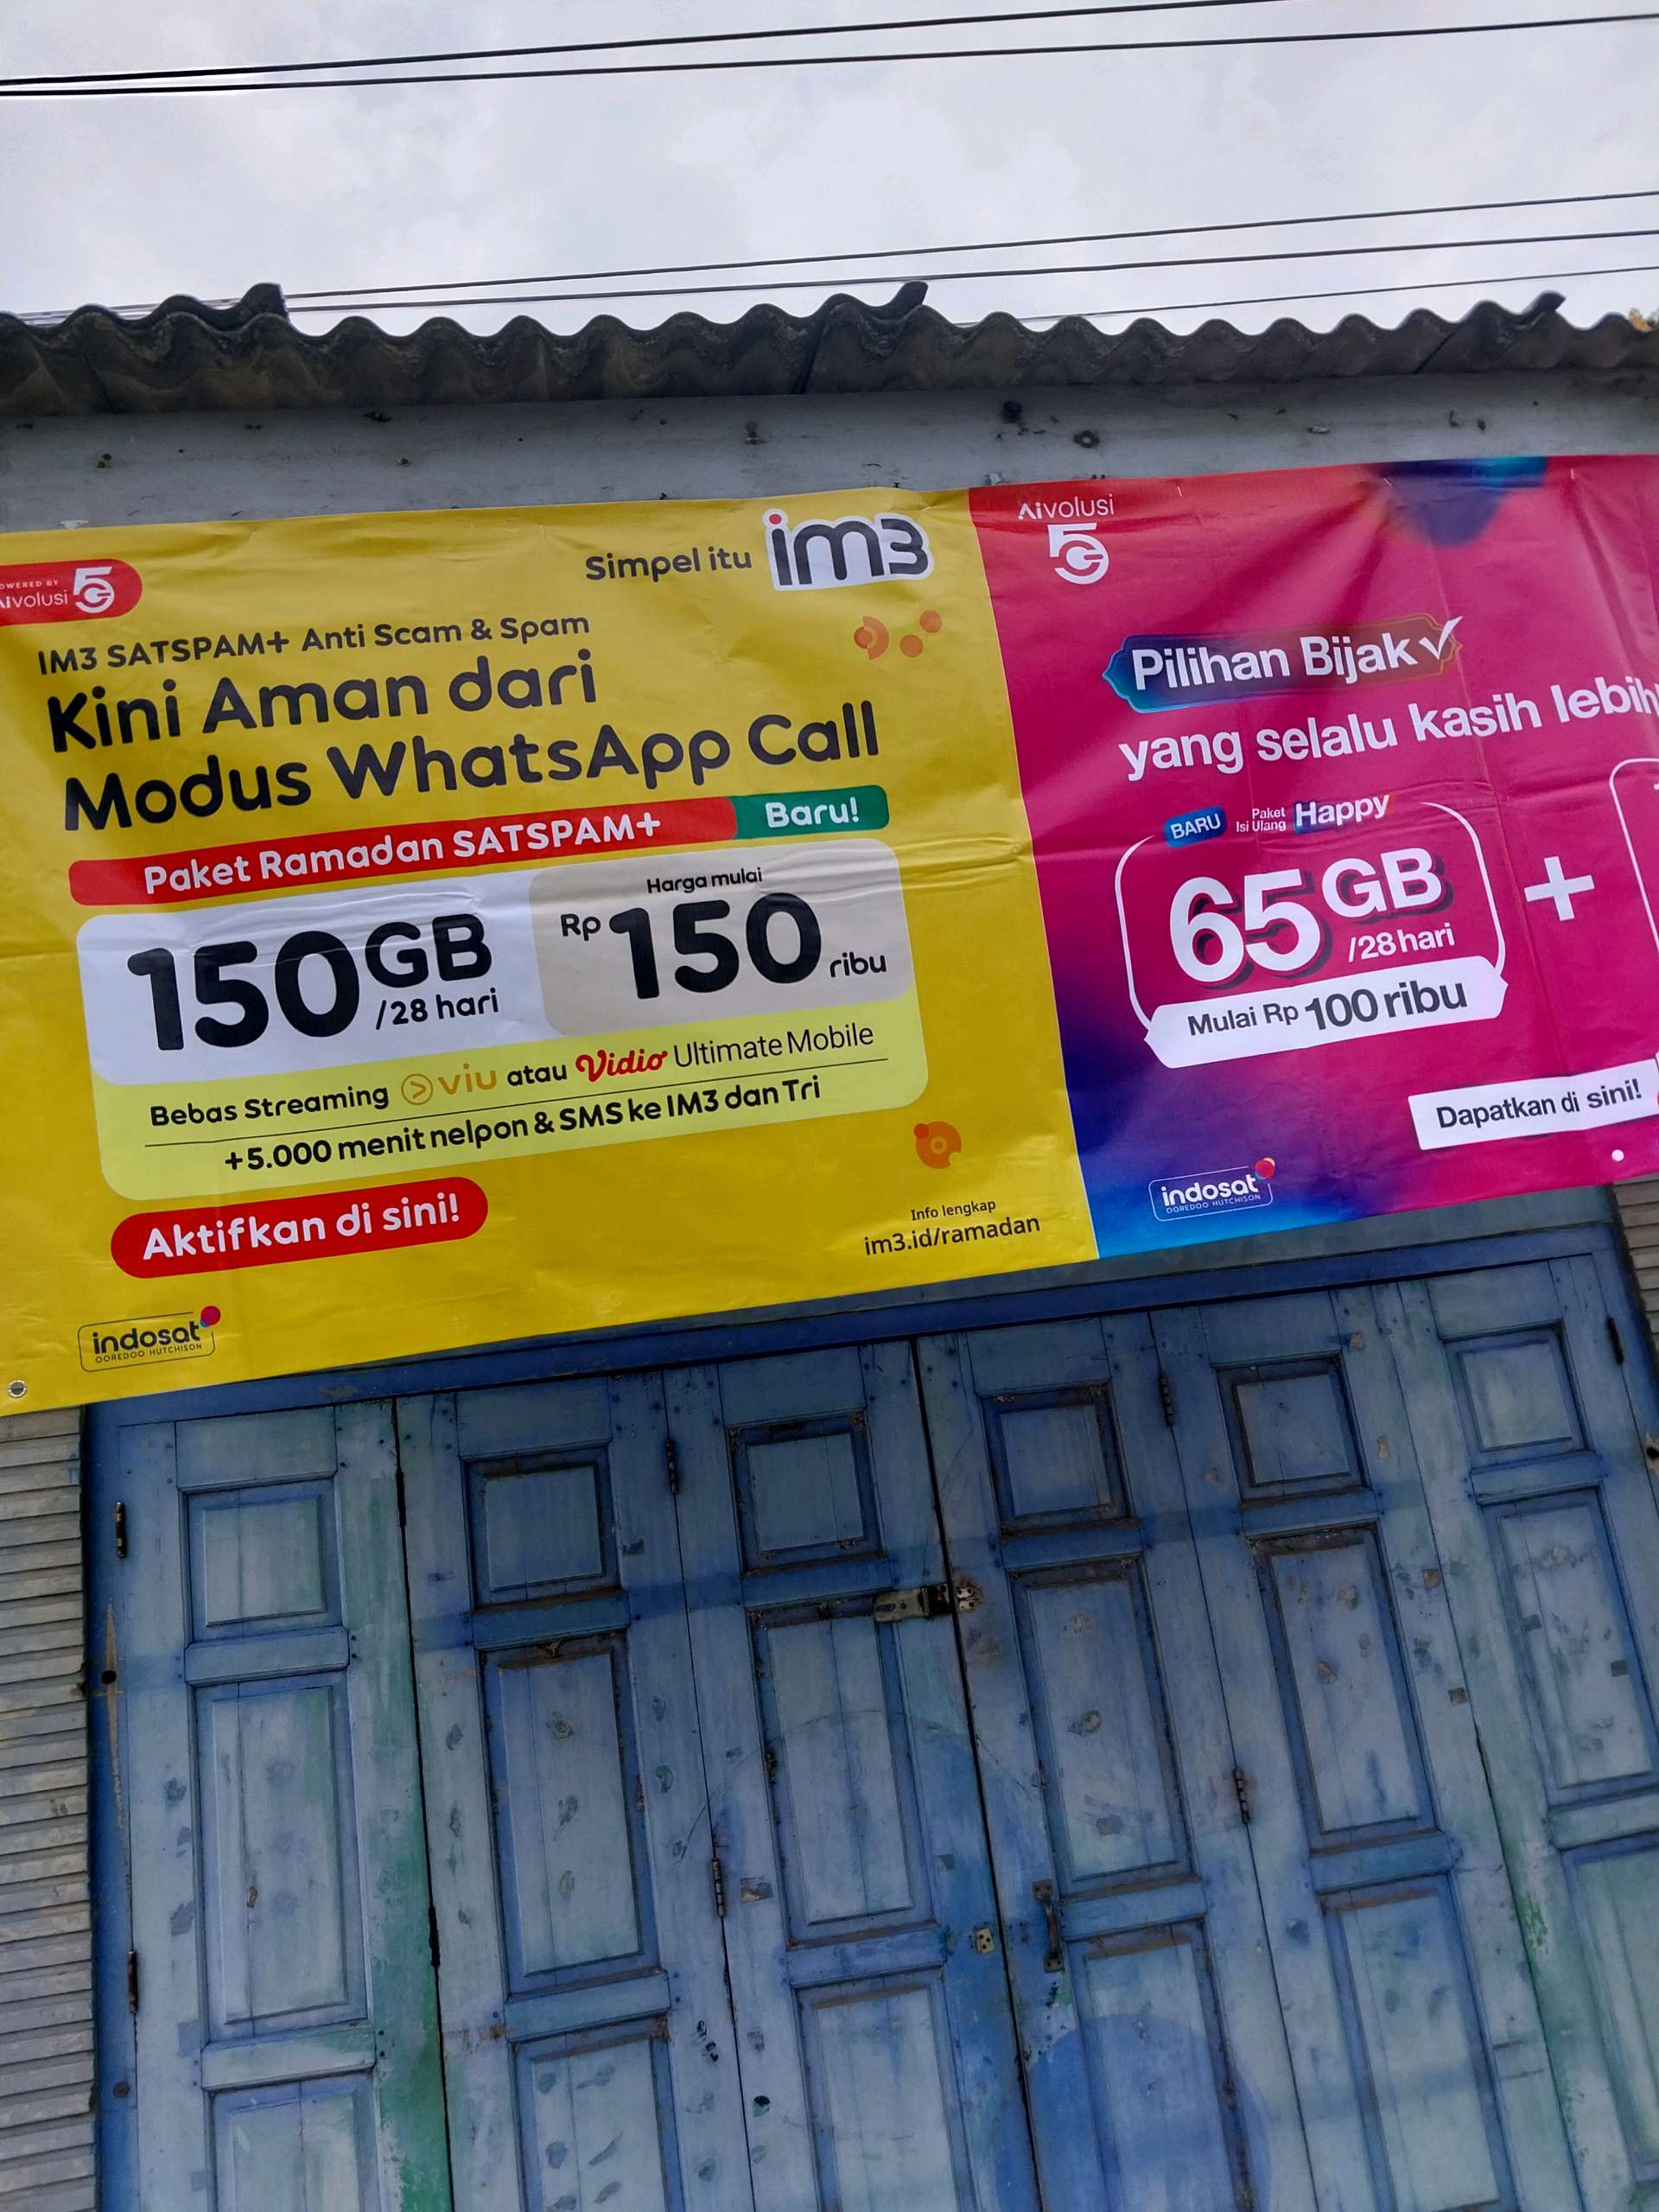 POWERED BY
Aivolusi 5G
Simpel itu im3
IM3 SATSPAM+ Anti Scam & Spam
Kini Aman dari
Modus WhatsApp Call
Paket Ramadan SATSPAM+ Baru!
150GB
/28 hari
Harga mulai
Rp 150 ribu
Bebas Streaming viu atau Vidio Ultimate Mobile
+5.000 menit nelpon & SMS ke IM3 dan Tri
Aktifkan di sini!
Info lengkap
im3.id/ramadan
indosat
OOREDOO HUTCHISON
Aivolusi
5G
Pilihan Bijak
yang selalu kasih lebih
BARU Paket Isi Ulang Happy
65GB
/28 hari
+
Mulai Rp 100 ribu
Dapatkan di sini!
indosat
OOREDOO HUTCHISON